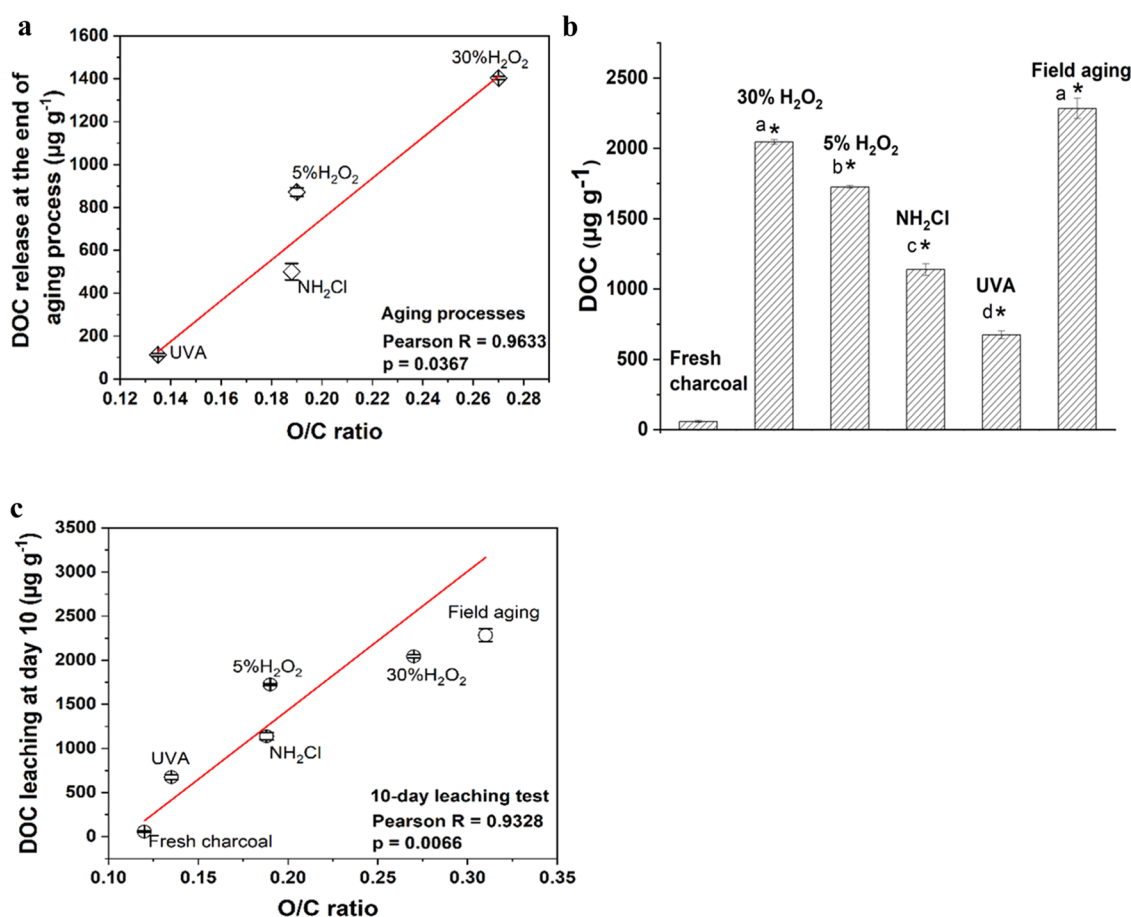 a
DOC release at the end of
aging process (µg g⁻¹)
1600
1400
1200
1000
800
600
400
200
0
30%H₂O₂
5%H₂O₂
NH₂Cl
UVA
Aging processes
Pearson R = 0.9633
p = 0.0367
0.12 0.14 0.16 0.18 0.20 0.22 0.24 0.26 0.28
O/C ratio
b
DOC (µg g⁻¹)
2500
2000
1500
1000
500
0
Fresh
charcoal
30% H₂O₂
a*
5% H₂O₂
b*
NH₂Cl
c*
UVA
d*
Field aging
a*
c
DOC leaching at day 10 (µg g⁻¹)
3500
3000
2500
2000
1500
1000
500
0
Field aging
5%H₂O₂
30%H₂O₂
UVA
NH₂Cl
Fresh charcoal
10-day leaching test
Pearson R = 0.9328
p = 0.0066
0.10 0.15 0.20 0.25 0.30 0.35
O/C ratio